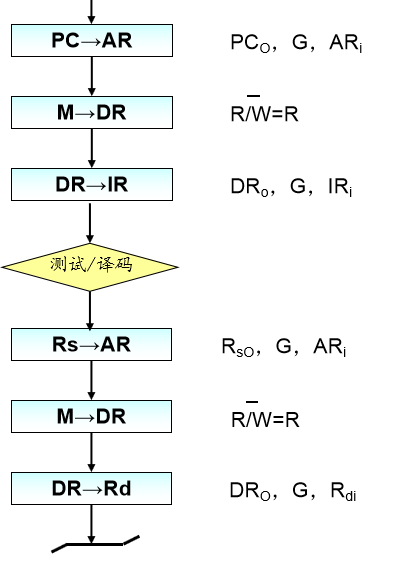 PC→AR PCO，G，ARi
M→DR R/W̅=R
DR→IR DRo，G，IRi
测试/译码
Rs→AR RsO，G，ARi
M→DR R/W̅=R
DR→Rd DRO，G，Rdi